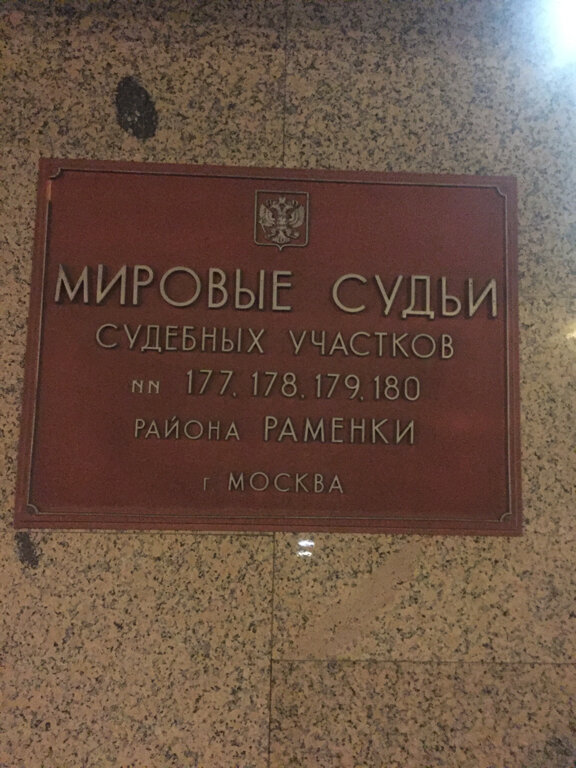 МИРОВЫЕ СУДЬИ
СУДЕБНЫХ УЧАСТКОВ
NN 177, 178, 179, 180
РАЙОНА РАМЕНКИ
г. МОСКВА